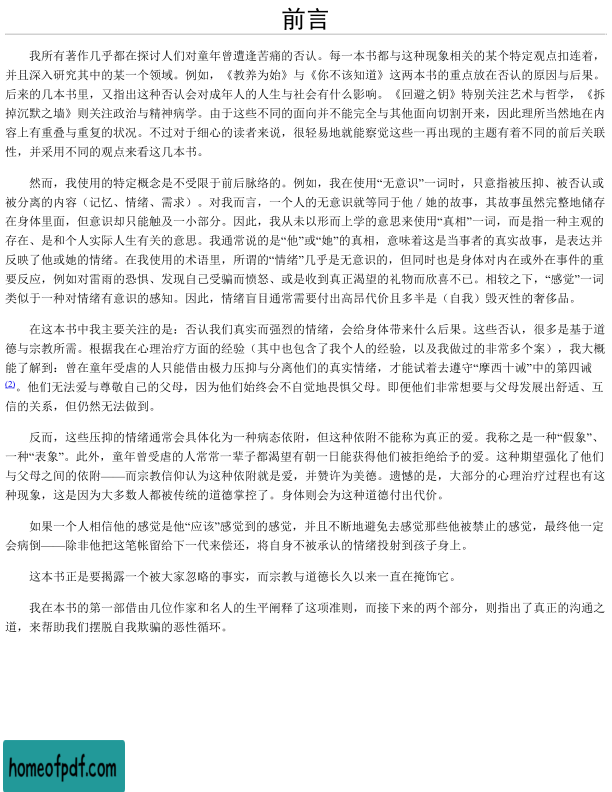 前言
我所有著作几乎都在探讨人们对童年曾遭逢苦痛的否认。每一本书都与这种现象相关的某个特定观点扣连着，
并且深入研究其中的某一个领域。例如，《教养为始》与《你不该知道》这两本书的重点放在否认的原因与后果。
后来的几本书里，又指出这种否认会对成年人的人生与社会有什么影响。《回避之钥》特别关注艺术与哲学，《拆
掉沉默之墙》则关注政治与精神病学。由于这些不同的面向并不能完全与其他面向切割开来，因此理所当然地在内
容上有重叠与重复的状况。不过对于细心的读者来说，很轻易地就能察觉这些一再出现的主题有着不同的前后关联
性，并采用不同的观点来看这几本书。
然而，我使用的特定概念是不受限于前后脉络的。例如，我在使用“无意识”一词时，只意指被压抑、被否认或
被分离的内容（记忆、情绪、需求）。对我而言，一个人的无意识就等同于他／她的故事，其故事虽然完整地储存
在身体里面，但意识却只能触及一小部分。因此，我从未以形而上学的意思来使用“真相”一词，而是指一种主观的
存在、是和个人实际人生有关的意思。我通常说的是“他”或“她”的真相，意味着这是当事者的真实故事，是表达并
反映了他或她的情绪。在我使用的术语里，所谓的“情绪”几乎是无意识的，但同时也是身体对内在或外在事件的重
要反应，例如对雷雨的恐惧、发现自己受骗而愤怒、或是收到真正渴望的礼物而欣喜不已。相较之下，“感觉”一词
类似于一种对情绪有意识的感知。因此，情绪盲目通常需要付出高昂代价且多半是（自我）毁灭性的奢侈品。
在这本书中我主要关注的是：否认我们真实而强烈的情绪，会给身体带来什么后果。这些否认，很多是基于道
德与宗教所需。根据我在心理治疗方面的经验（其中也包含了我个人的经验，以及我做过的非常多个案），我大概
能了解到：曾在童年受虐的人只能借由极力压抑与分离他们的真实情绪，才能试着去遵守“摩西十诫”中的第四诫
(2)。他们无法爱与尊敬自己的父母，因为他们始终会不自觉地畏惧父母。即便他们非常想要与父母发展出舒适、互
信的关系，但仍然无法做到。
反而，这些压抑的情绪通常会具体化为一种病态依附，但这种依附不能称为真正的爱。我称之是一种“假象”、
一种“表象”。此外，童年曾受虐的人常常一辈子都渴望有朝一日能获得他们被拒绝给予的爱。这种期望强化了他们
与父母之间的依附——而宗教信仰认为这种依附就是爱，并赞许为美德。遗憾的是，大部分的心理治疗过程也有这
种现象，这是因为大多数人都被传统的道德掌控了。身体则会为这种道德付出代价。
如果一个人相信他的感觉是他“应该”感觉到的感觉，并且不断地避免去感觉那些他被禁止的感觉，最终他一定
会病倒——除非他把这笔帐留给下一代来偿还，将自身不被承认的情绪投射到孩子身上。
这本书正是要揭露一个被大家忽略的事实，而宗教与道德长久以来一直在掩饰它。
我在本书的第一部借由几位作家和名人的生平阐释了这项准则，而接下来的两个部分，则指出了真正的沟通之
道，来帮助我们摆脱自我欺骗的恶性循环。
homeofpdf.com